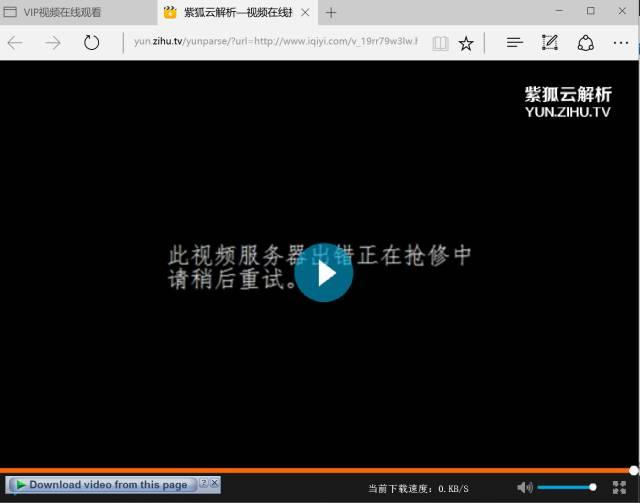 VIP视频在线观看
紫狐云解析—视频在线
yun.zihu.tv/yunparse/?url=http://www.iqiyi.com/v_19rr79w3lw.h
紫狐云解析
YUN.ZIHU.TV
此视频服务器出错正在抢修中
请稍后重试。
Download video from this page ? X
当前下载速度: 0.KB/S